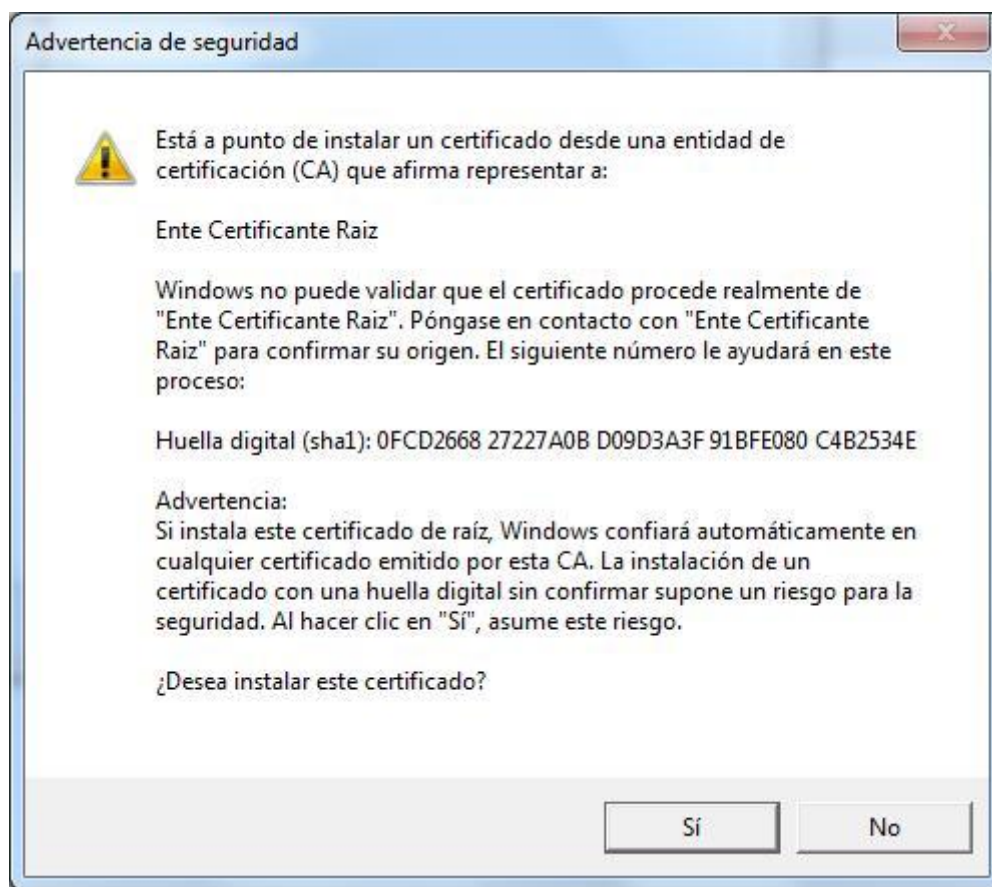 Advertencia de seguridad
Está a punto de instalar un certificado desde una entidad de
certificación (CA) que afirma representar a:
Ente Certificante Raiz
Windows no puede validar que el certificado procede realmente de
"Ente Certificante Raiz". Póngase en contacto con "Ente Certificante
Raiz" para confirmar su origen. El siguiente número le ayudará en este
proceso:
Huella digital (sha1): 0FCD2668 27227A0B D09D3A3F 91BFE080 C4B2534E
Advertencia:
Si instala este certificado de raíz, Windows confiará automáticamente en
cualquier certificado emitido por esta CA. La instalación de un
certificado con una huella digital sin confirmar supone un riesgo para la
seguridad. Al hacer clic en "Sí", asume este riesgo.
¿Desea instalar este certificado?
Sí No